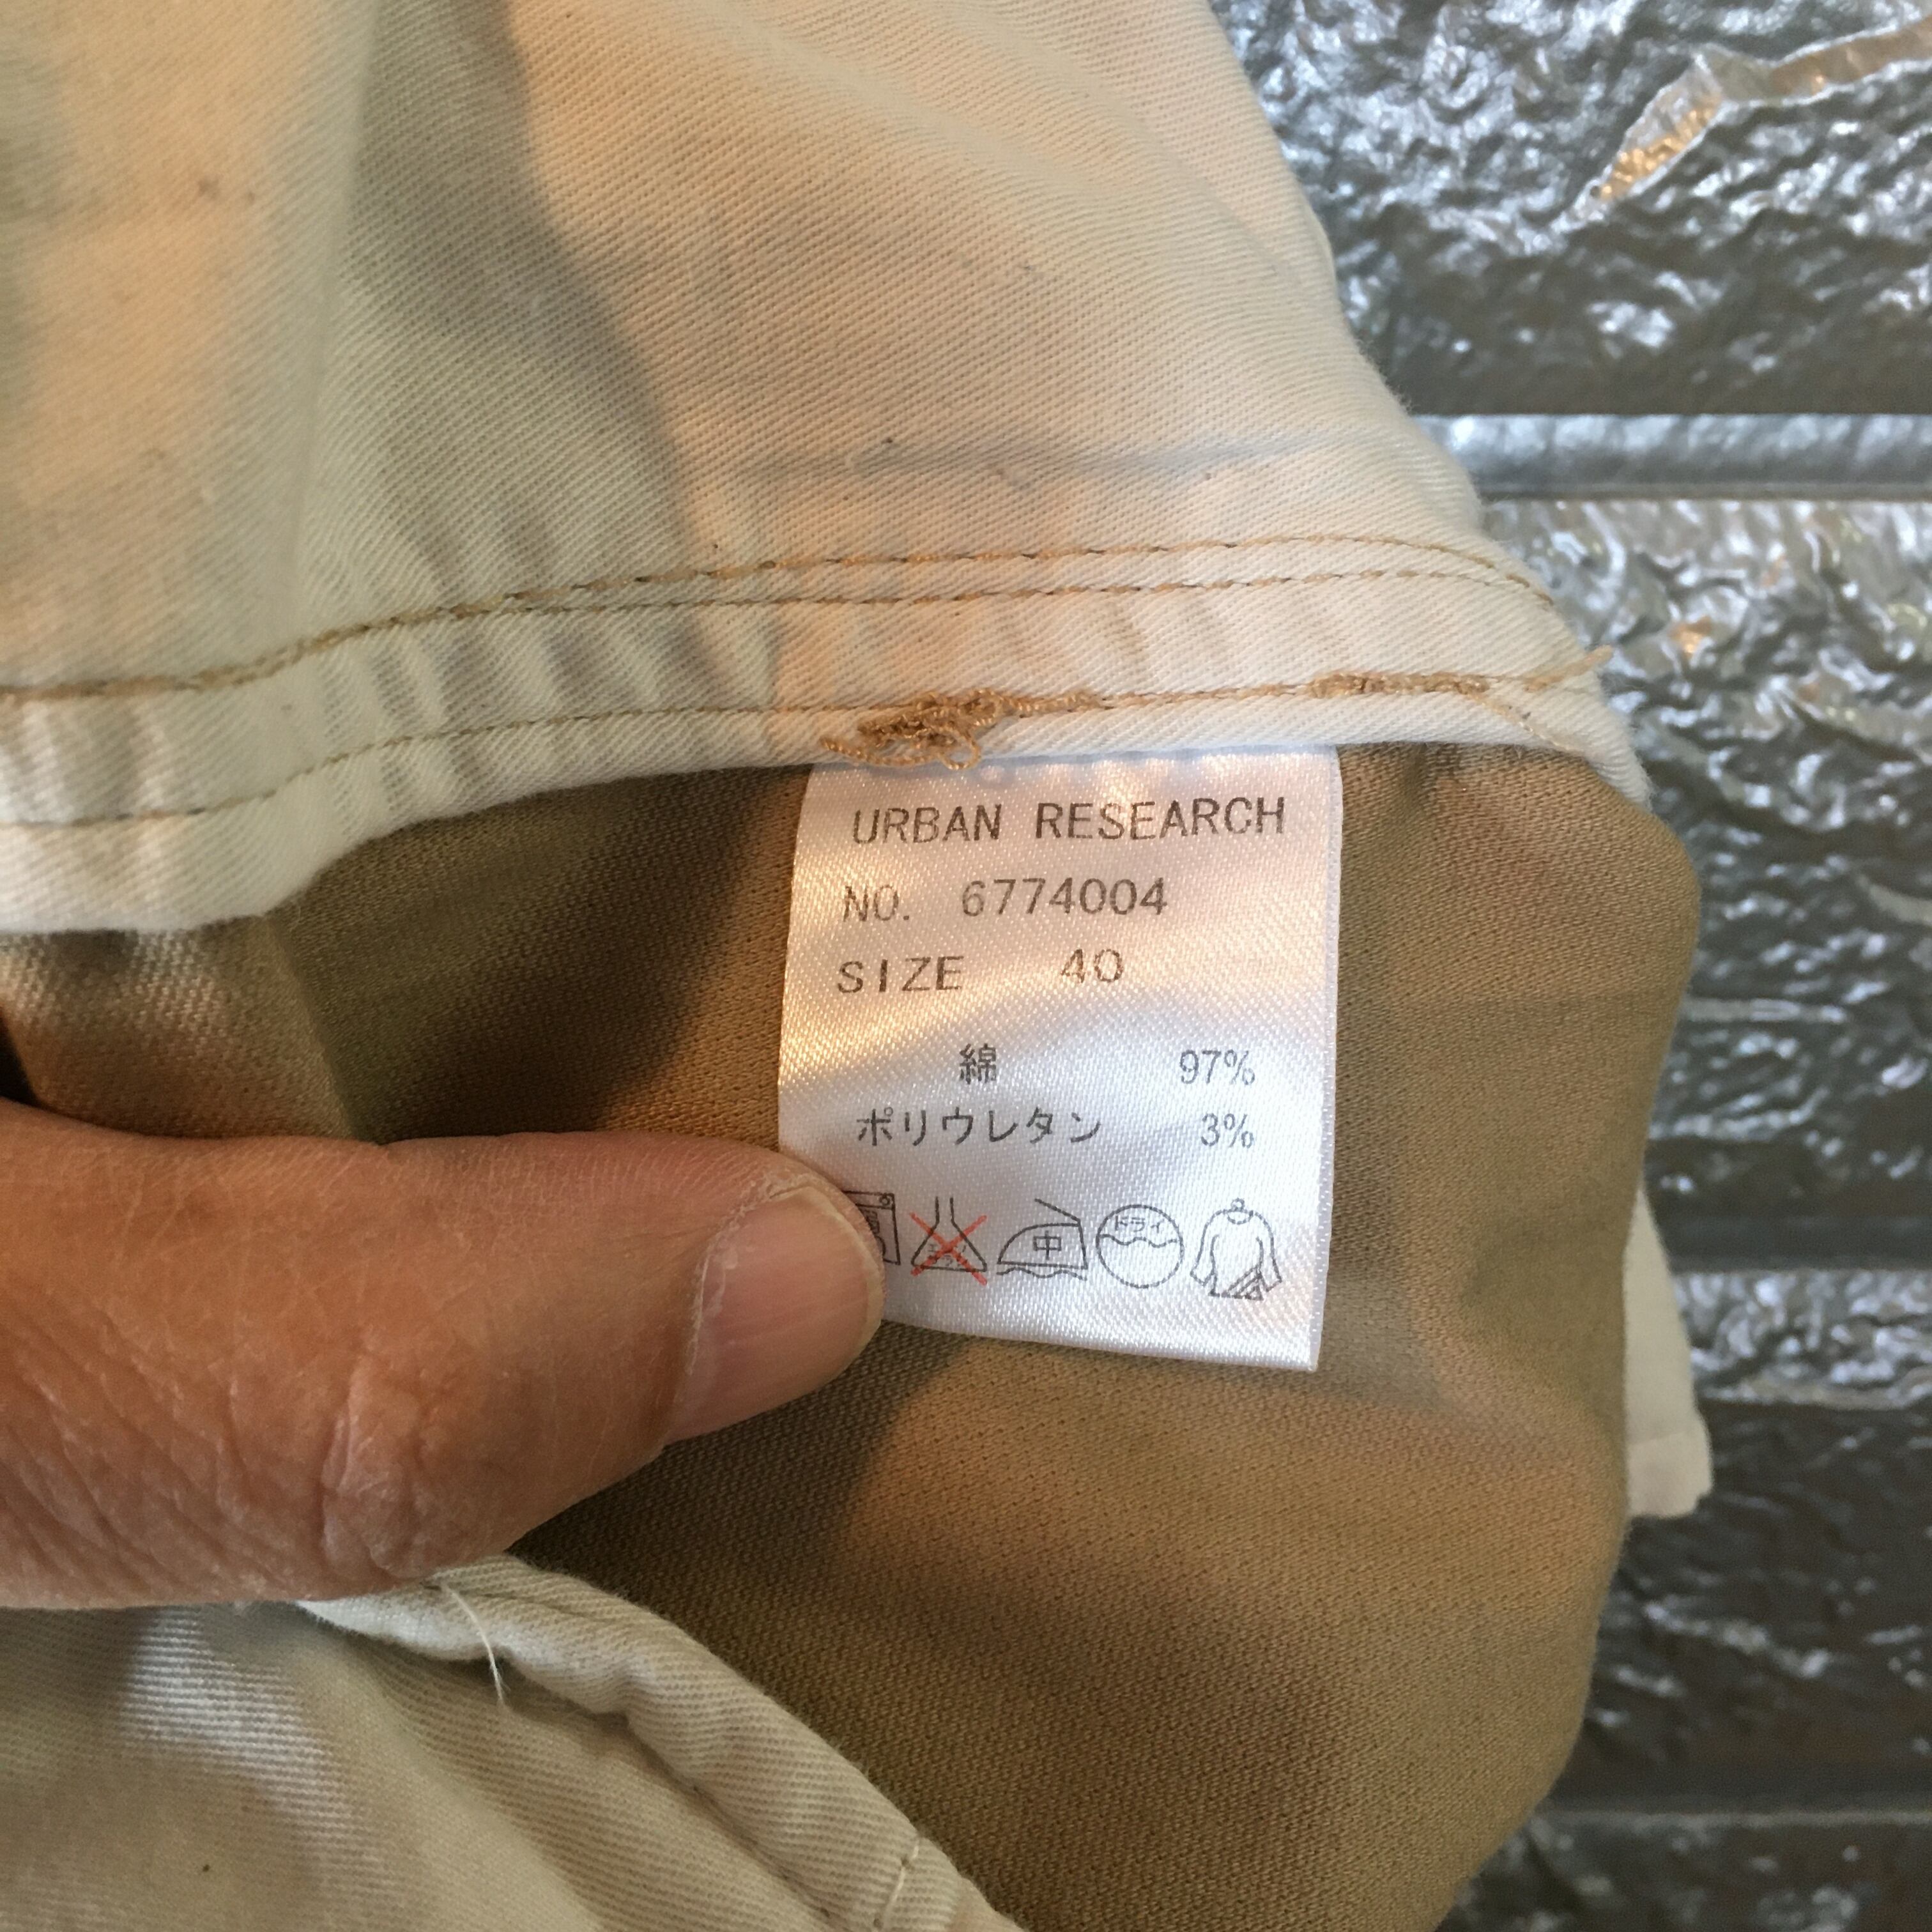 URBAN RESEARCH
NO. 6774004
SIZE 40
綿 97%
ポリウレタン 3%
中 ドライ